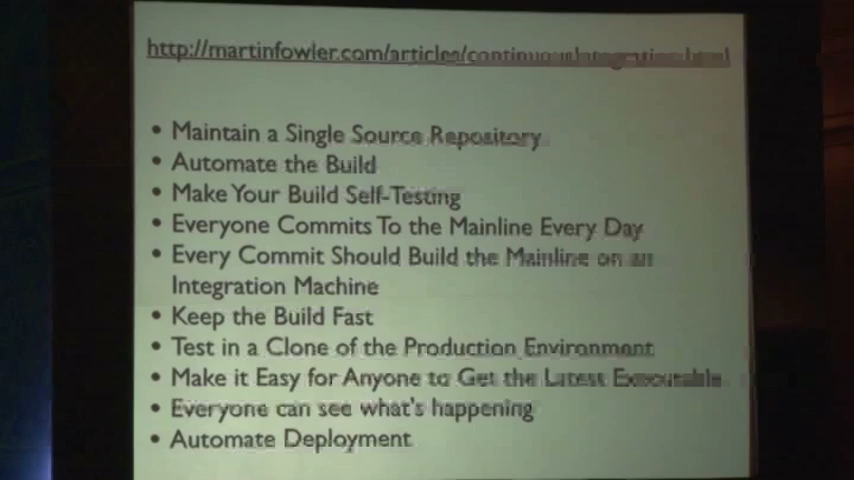 http://martinfowler.com/articles/continuousIntegration.html
• Maintain a Single Source Repository
• Automate the Build
• Make Your Build Self-Testing
• Everyone Commits To the Mainline Every Day
• Every Commit Should Build the Mainline on an
Integration Machine
• Keep the Build Fast
• Test in a Clone of the Production Environment
• Make it Easy for Anyone to Get the Latest Executable
• Everyone can see what's happening
• Automate Deployment